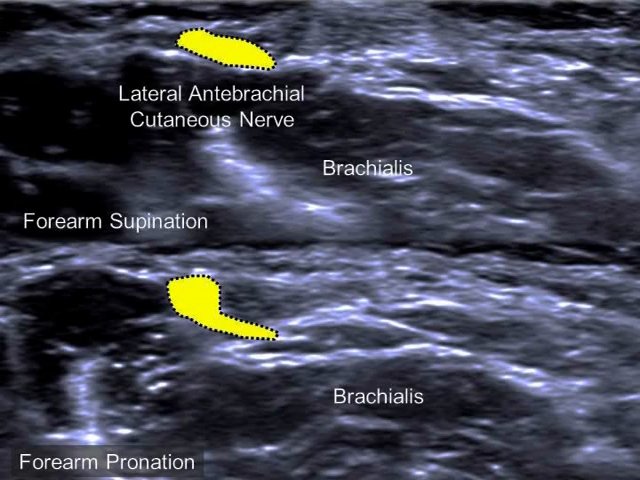 Lateral Antebrachial
Cutaneous Nerve
Brachialis
Forearm Supination
Brachialis
Forearm Pronation